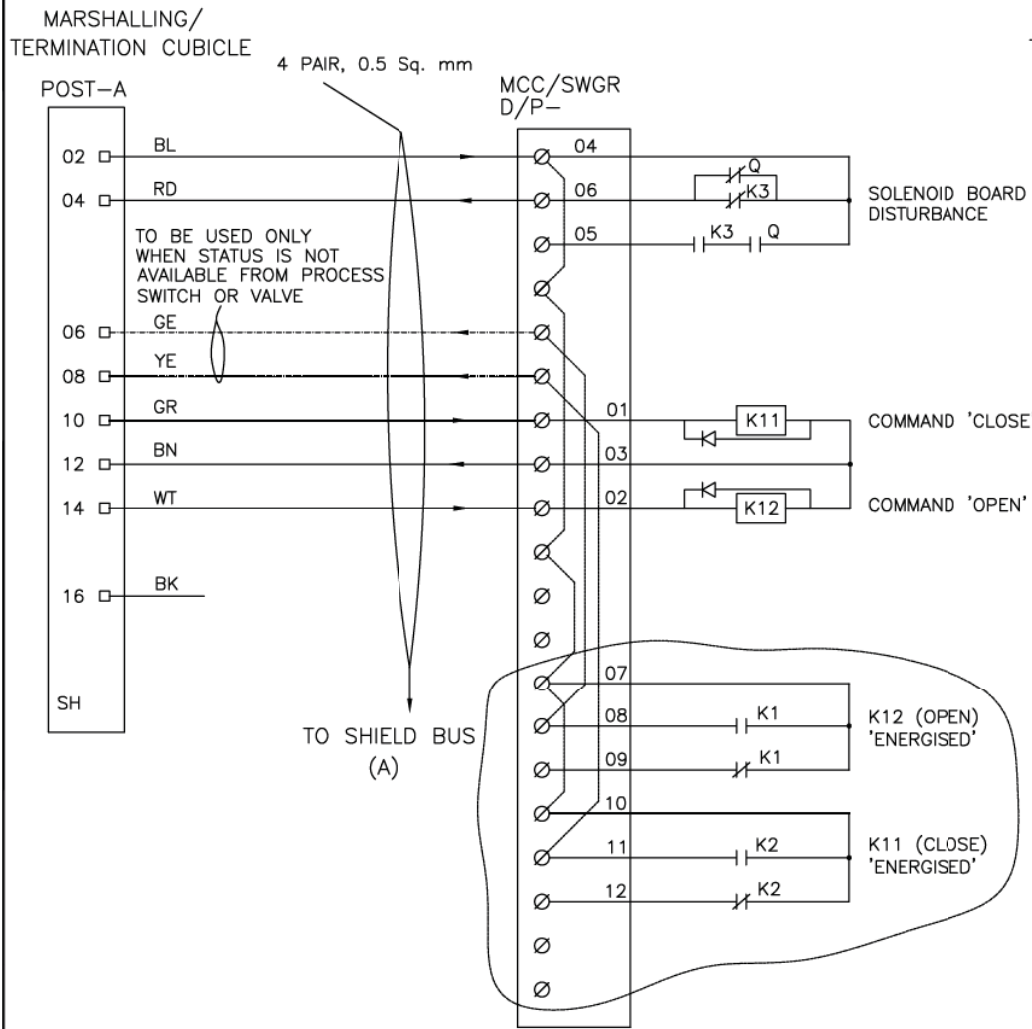 MARSHALLING/
TERMINATION CUBICLE
4 PAIR, 0.5 Sq. mm
POST-A
MCC/SWGR
D/P-
02
BL
04
04
RD
06
Q
K3
SOLENOID BOARD
DISTURBANCE
05
K3
Q
TO BE USED ONLY
WHEN STATUS IS NOT
AVAILABLE FROM PROCESS
SWITCH OR VALVE
06
GE
08
YE
10
GR
01
K11
COMMAND 'CLOSE
12
BN
03
14
WT
02
K12
COMMAND 'OPEN'
16
BK
SH
TO SHIELD BUS
(A)
07
08
K1
K12 (OPEN)
'ENERGISED'
09
K1
10
11
K2
K11 (CLOSE)
'ENERGISED'
12
K2